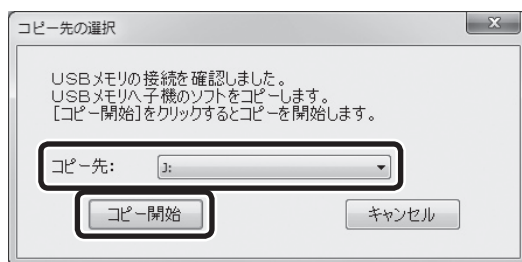 コピー先の選択
USBメモリの接続を確認しました。
USBメモリへ子機のソフトをコピーします。
［コピー開始］をクリックするとコピーを開始します。
コピー先： J:
コピー開始 キャンセル